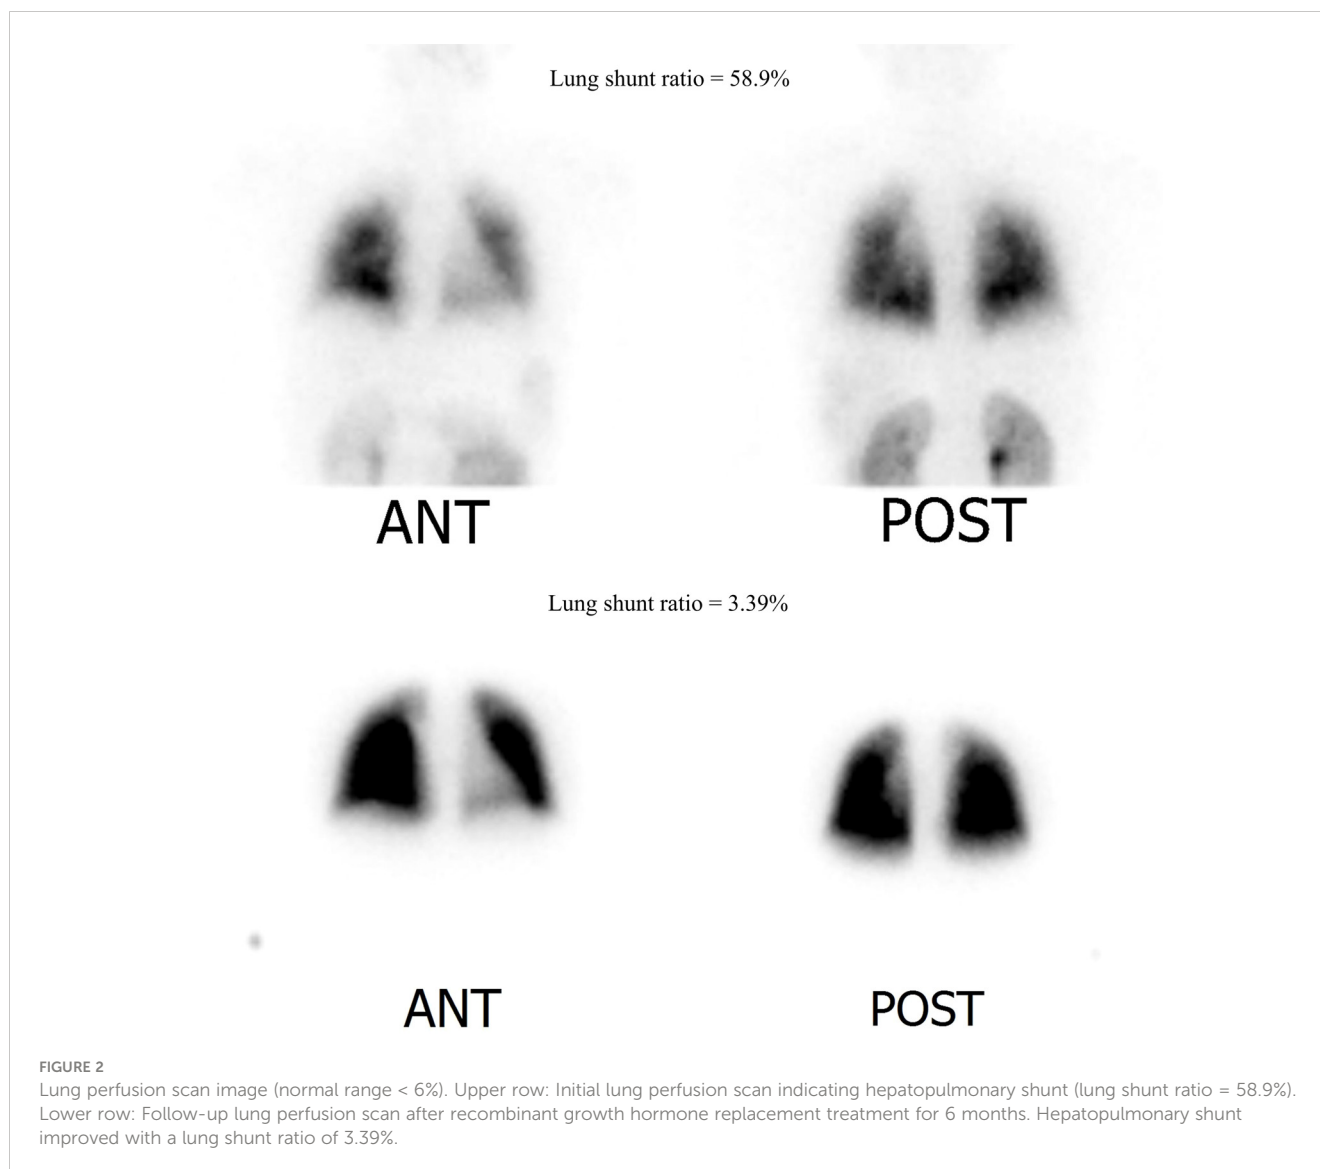 Lung shunt ratio = 58.9%
ANT
POST
Lung shunt ratio = 3.39%
ANT
POST
FIGURE 2
Lung perfusion scan image (normal range < 6%). Upper row: Initial lung perfusion scan indicating hepatopulmonary shunt (lung shunt ratio = 58.9%).
Lower row: Follow-up lung perfusion scan after recombinant growth hormone replacement treatment for 6 months. Hepatopulmonary shunt
improved with a lung shunt ratio of 3.39%.